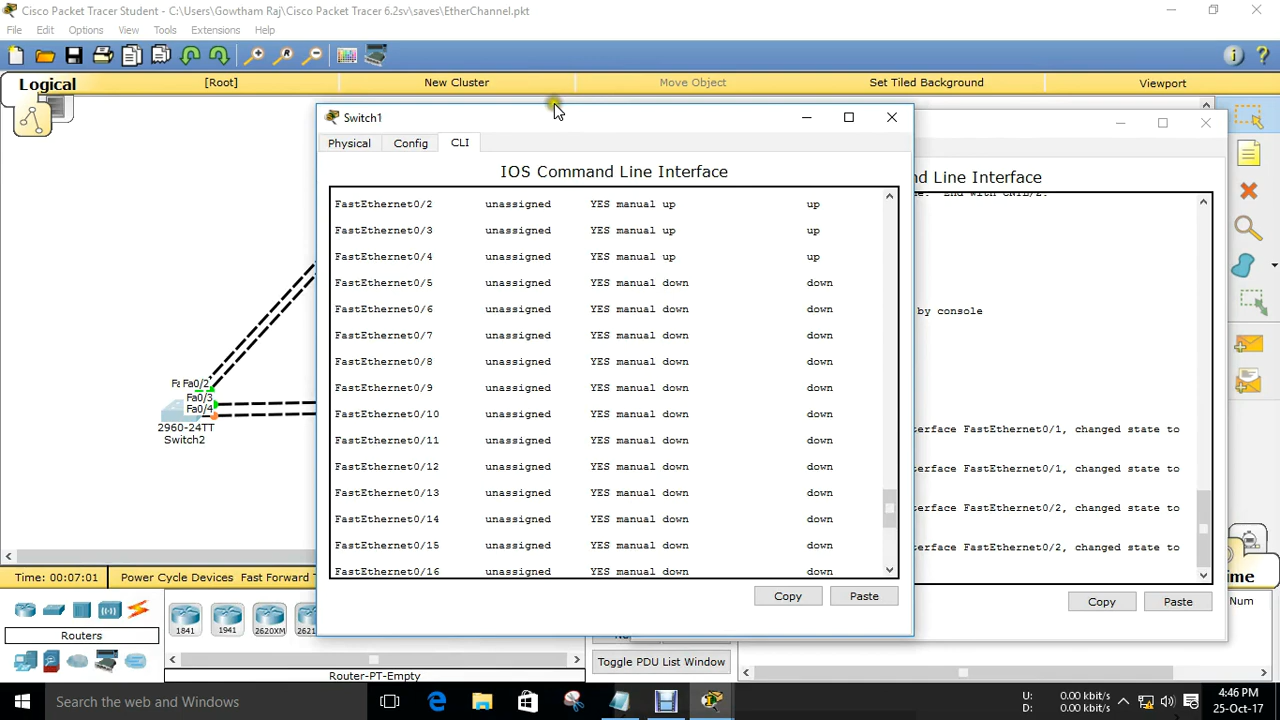 Cisco Packet Tracer Student - C:\Users\Gowtham Raj\Cisco Packet Tracer 6.2sv\saves\EtherChannel.pkt
File Edit Options View Tools Extensions Help
Logical [Root] New Cluster Move Object Set Tiled Background Viewport
Switch1
Physical Config CLI
IOS Command Line Interface
FastEthernet0/2 unassigned YES manual up up
FastEthernet0/3 unassigned YES manual up up
FastEthernet0/4 unassigned YES manual up up
FastEthernet0/5 unassigned YES manual down down
FastEthernet0/6 unassigned YES manual down down
FastEthernet0/7 unassigned YES manual down down
FastEthernet0/8 unassigned YES manual down down
FastEthernet0/9 unassigned YES manual down down
FastEthernet0/10 unassigned YES manual down down
FastEthernet0/11 unassigned YES manual down down
FastEthernet0/12 unassigned YES manual down down
FastEthernet0/13 unassigned YES manual down down
FastEthernet0/14 unassigned YES manual down down
FastEthernet0/15 unassigned YES manual down down
FastEthernet0/16 unassigned YES manual down down
Copy Paste
nd Line Interface
by console
erface FastEthernet0/1, changed state to
erface FastEthernet0/1, changed state to
erface FastEthernet0/2, changed state to
erface FastEthernet0/2, changed state to
Copy Paste
Fa0/2
Fa0/3
Fa0/4
2960-24TT
Switch2
Time: 00:07:01 Power Cycle Devices Fast Forward T
ime
Num
1841 1941 2620XM 2621
Routers
Router-PT-Empty
Toggle PDU List Window
Search the web and Windows
U: 0.00 kbit/s
D: 0.00 kbit/s
4:46 PM
25-Oct-17